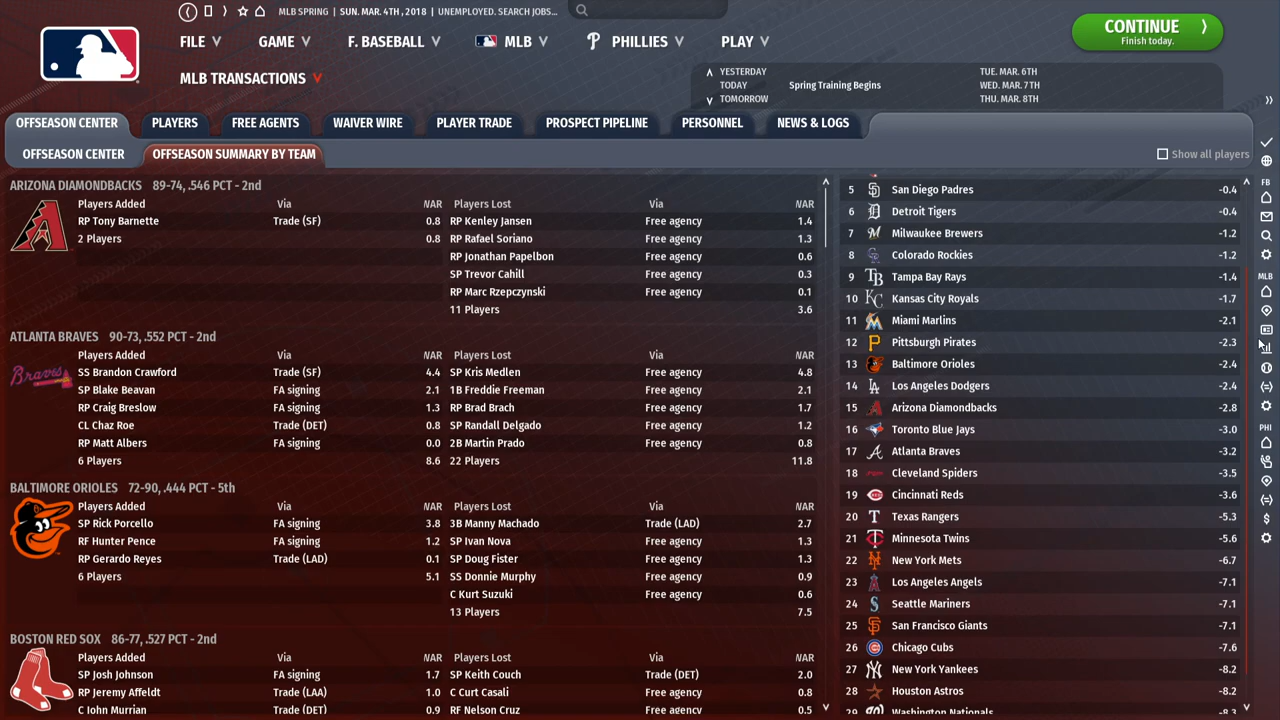 MLB SPRING | SUN. MAR. 4TH, 2018 | UNEMPLOYED. SEARCH JOBS...
FILE GAME F. BASEBALL MLB PHILLIES PLAY
CONTINUE
Finish today.
MLB TRANSACTIONS
YESTERDAY
TODAY Spring Training Begins
TOMORROW
TUE. MAR. 6TH
WED. MAR. 7TH
THU. MAR. 8TH
OFFSEASON CENTER PLAYERS FREE AGENTS WAIVER WIRE PLAYER TRADE PROSPECT PIPELINE PERSONNEL NEWS & LOGS
OFFSEASON CENTER OFFSEASON SUMMARY BY TEAM Show all players
ARIZONA DIAMONDBACKS 89-74, .546 PCT - 2nd
Players Added Via WAR Players Lost Via WAR
RP Tony Barnette Trade (SF) 0.8 RP Kenley Jansen Free agency 1.4
2 Players 0.8 RP Rafael Soriano Free agency 1.3
RP Jonathan Papelbon Free agency 0.6
SP Trevor Cahill Free agency 0.3
RP Marc Rzepczynski Free agency 0.1
11 Players 3.6
ATLANTA BRAVES 90-73, .552 PCT - 2nd
Players Added Via WAR Players Lost Via WAR
SS Brandon Crawford Trade (SF) 4.4 SP Kris Medlen Free agency 4.8
SP Blake Beavan FA signing 2.1 1B Freddie Freeman Free agency 2.1
RP Craig Breslow FA signing 1.3 RP Brad Brach Free agency 1.7
CL Chaz Roe Trade (DET) 0.8 SP Randall Delgado Free agency 1.2
RP Matt Albers FA signing 0.0 2B Martin Prado Free agency 0.8
6 Players 8.6 22 Players 11.8
BALTIMORE ORIOLES 72-90, .444 PCT - 5th
Players Added Via WAR Players Lost Via WAR
SP Rick Porcello FA signing 3.8 3B Manny Machado Trade (LAD) 2.7
RF Hunter Pence FA signing 1.2 SP Ivan Nova Free agency 1.3
RP Gerardo Reyes Trade (LAD) 0.1 SP Doug Fister Free agency 1.3
6 Players 5.1 SS Donnie Murphy Free agency 0.9
C Kurt Suzuki Free agency 0.6
13 Players 7.5
BOSTON RED SOX 86-77, .527 PCT - 2nd
Players Added Via WAR Players Lost Via WAR
SP Josh Johnson FA signing 1.7 SP Keith Couch Trade (DET) 2.0
RP Jeremy Affeldt Trade (LAA) 1.0 C Curt Casali Free agency 0.8
C John Murrian Trade (DET) 0.9 RF Nelson Cruz Free agency 0.5
5 San Diego Padres -0.4
6 Detroit Tigers -0.4
7 Milwaukee Brewers -1.2
8 Colorado Rockies -1.2
9 Tampa Bay Rays -1.4
10 Kansas City Royals -1.7
11 Miami Marlins -2.1
12 Pittsburgh Pirates -2.3
13 Baltimore Orioles -2.4
14 Los Angeles Dodgers -2.4
15 Arizona Diamondbacks -2.8
16 Toronto Blue Jays -3.0
17 Atlanta Braves -3.2
18 Cleveland Spiders -3.5
19 Cincinnati Reds -3.6
20 Texas Rangers -5.3
21 Minnesota Twins -5.6
22 New York Mets -6.7
23 Los Angeles Angels -7.1
24 Seattle Mariners -7.1
25 San Francisco Giants -7.1
26 Chicago Cubs -7.6
27 New York Yankees -8.2
28 Houston Astros -8.2
29 Washington Nationals -8.3
FB
MLB
PHI